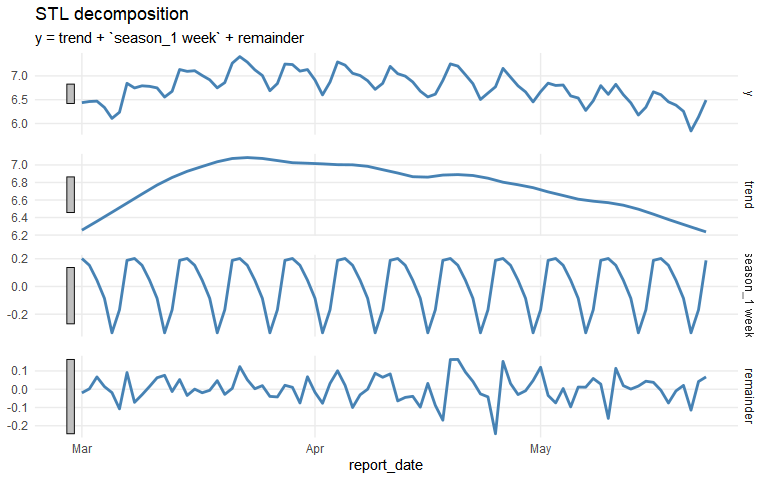 STL decomposition
y = trend + `season_1 week` + remainder
7.0
6.5
6.0
y
7.0
6.8
6.6
6.4
6.2
trend
0.2
0.0
-0.2
season_1 week
0.1
0.0
-0.1
-0.2
remainder
Mar Apr May
report_date